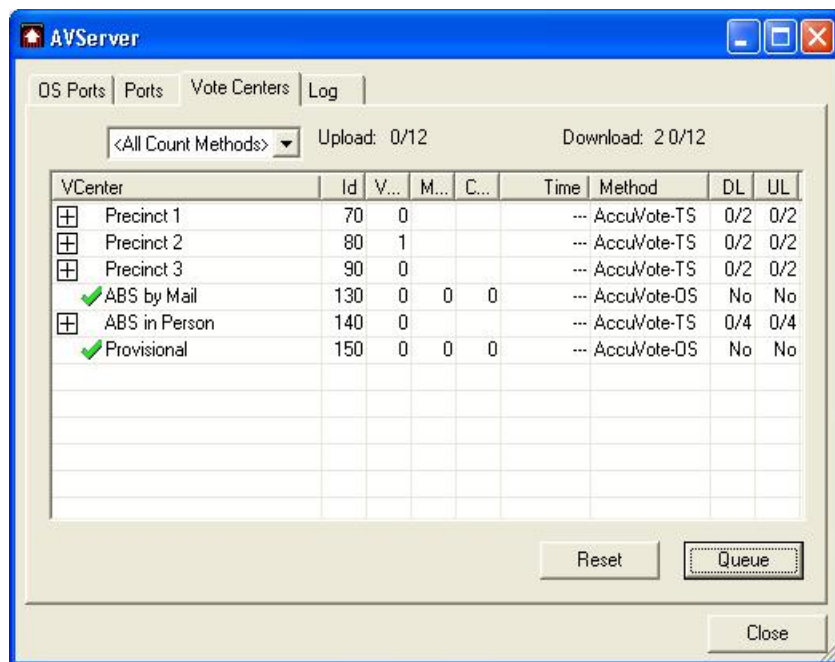 AVServer
OS Ports Ports Vote Centers Log
<All Count Methods> Upload: 0/12 Download: 2 0/12
VCenter Id V... M... C... Time Method DL UL
Precinct 1 70 0 --- AccuVote-TS 0/2 0/2
Precinct 2 80 1 --- AccuVote-TS 0/2 0/2
Precinct 3 90 0 --- AccuVote-TS 0/2 0/2
ABS by Mail 130 0 0 0 --- AccuVote-OS No No
ABS in Person 140 0 --- AccuVote-TS 0/4 0/4
Provisional 150 0 0 0 --- AccuVote-OS No No
Reset Queue
Close